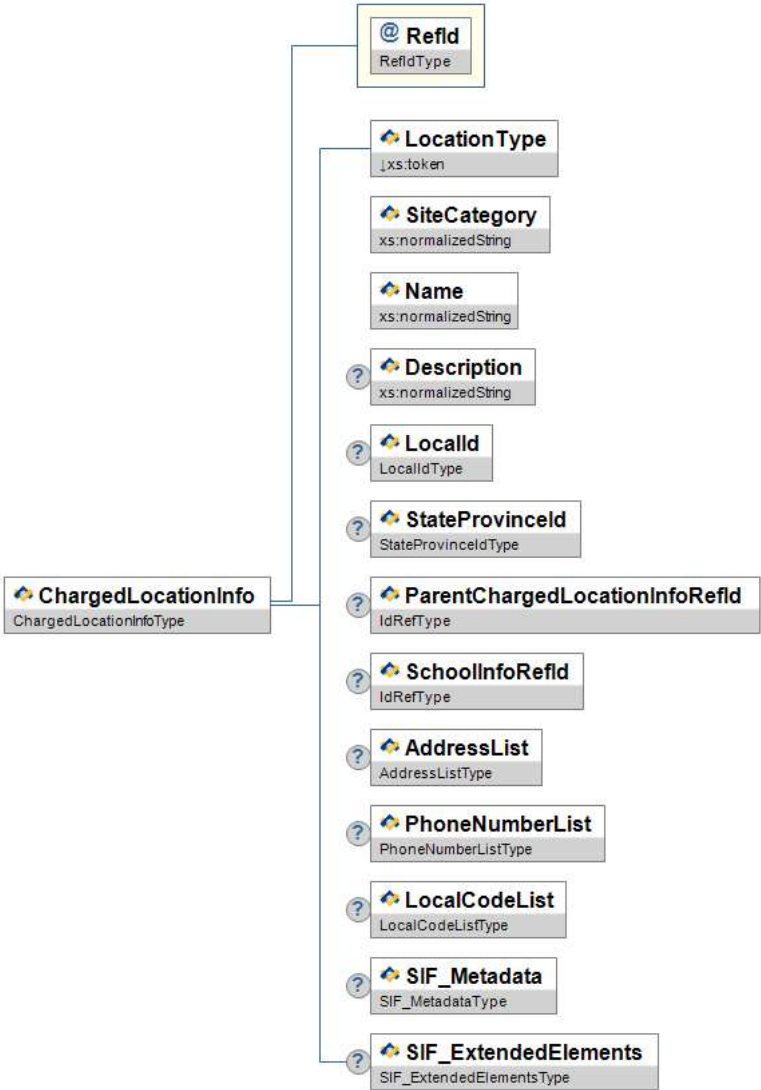 @ RefId
RefIdType
LocationType
↓xs:token
SiteCategory
xs:normalizedString
Name
xs:normalizedString
? Description
xs:normalizedString
? LocalId
LocalIdType
? StateProvinceId
StateProvinceIdType
ChargedLocationInfo
ChargedLocationInfoType
? ParentChargedLocationInfoRefId
IdRefType
? SchoolInfoRefId
IdRefType
? AddressList
AddressListType
? PhoneNumberList
PhoneNumberListType
? LocalCodeList
LocalCodeListType
? SIF_Metadata
SIF_MetadataType
? SIF_ExtendedElements
SIF_ExtendedElementsType